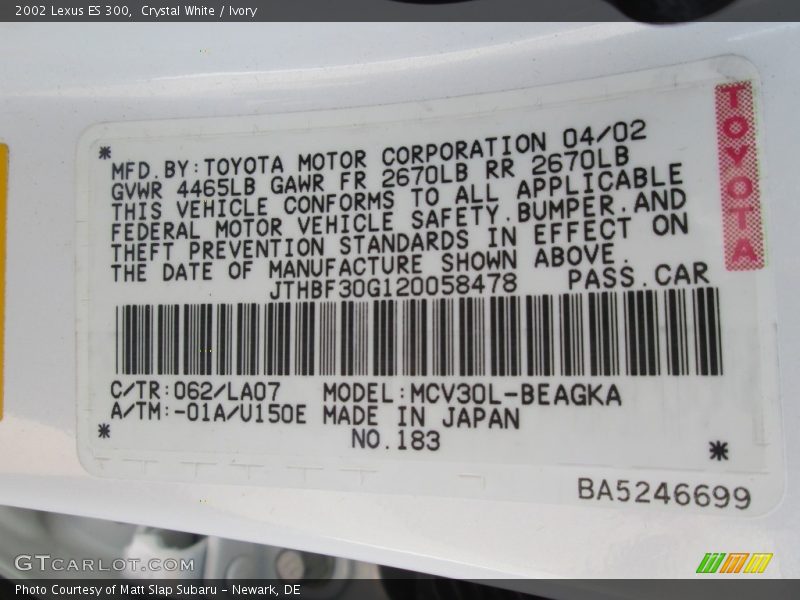 2002 Lexus ES 300,  Crystal White / Ivory
TOYOTA
* MFD.BY:TOYOTA MOTOR CORPORATION 04/02
GVWR 4465LB GAWR FR 2670LB RR 2670LB
THIS VEHICLE CONFORMS TO ALL APPLICABLE
FEDERAL MOTOR VEHICLE SAFETY.BUMPER.AND
THEFT PREVENTION STANDARDS IN EFFECT ON
THE DATE OF MANUFACTURE SHOWN ABOVE.
JTHBF30G120058478 PASS.CAR
C/TR:062/LA07 MODEL:MCV30L-BEAGKA
A/TM:-01A/U150E MADE IN JAPAN
* NO.183 *
BA5246699
GTCARLOT.COM
Photo Courtesy of Matt Slap Subaru - Newark, DE